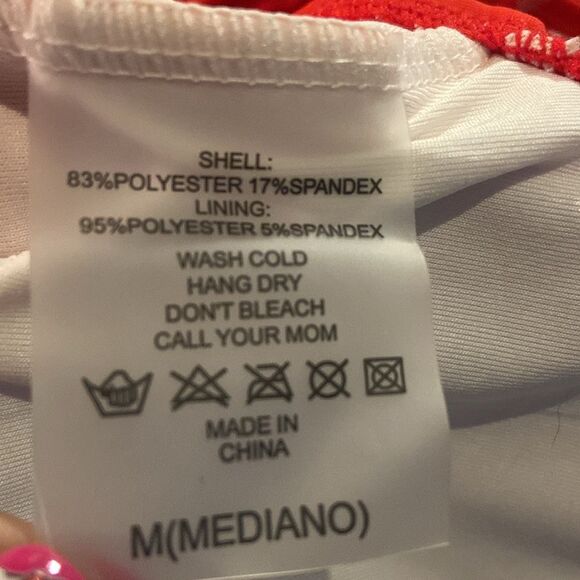 SHELL:
83%POLYESTER 17%SPANDEX
LINING:
95%POLYESTER 5%SPANDEX
WASH COLD
HANG DRY
DON'T BLEACH
CALL YOUR MOM
MADE IN
CHINA
M(MEDIANO)